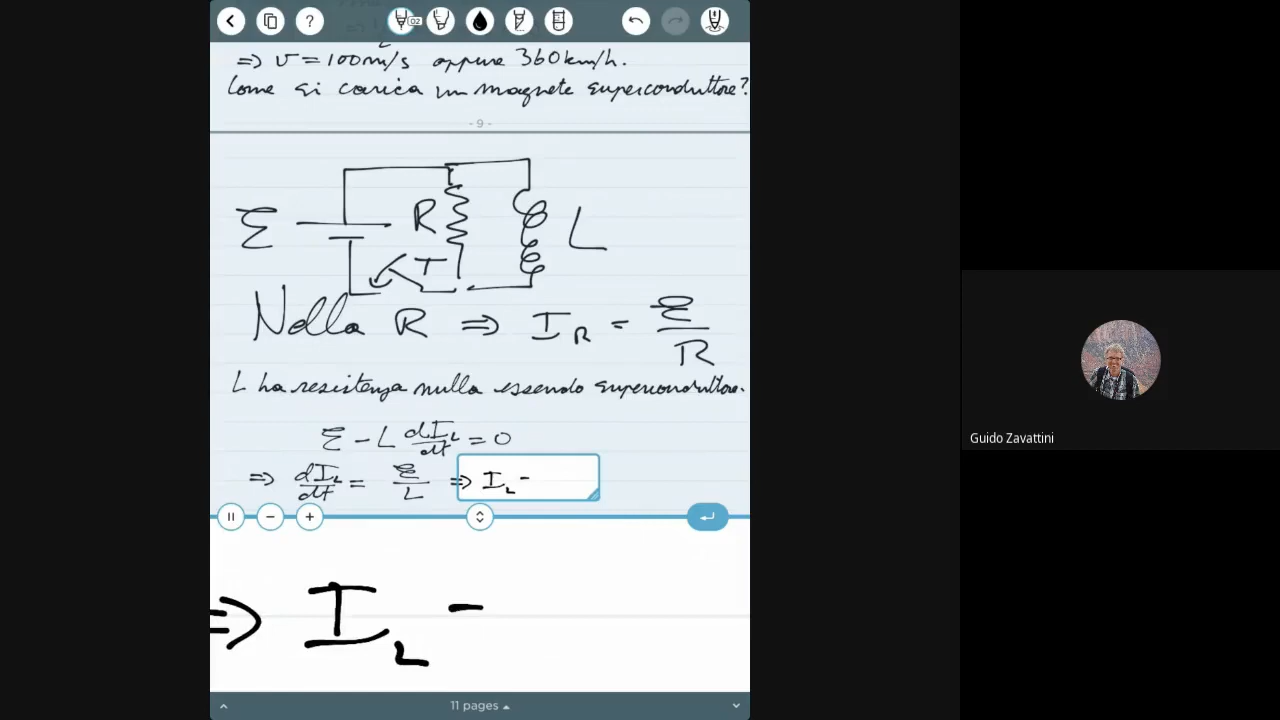 02
?
⇒ v = 100 m/s oppure 360 km/h.
Come si carica un magnete superconduttore?
- 9 -
ℰ R L
I
Nella R ⇒ I_R = ℰ/R
L ha resistenza nulla essendo superconduttore.
ℰ - L dI_L/dt = 0
⇒ dI_L/dt = ℰ/L ⇒ I_L -
⇒ I_L -
11 pages
Guido Zavattini